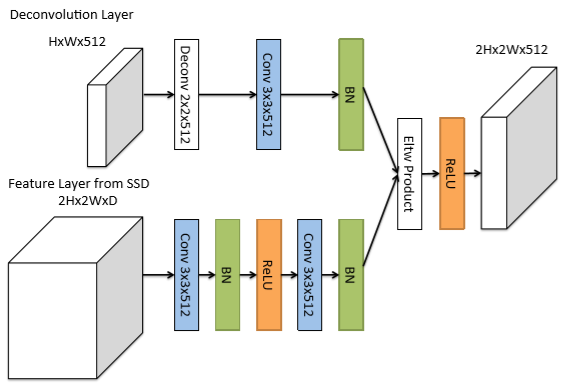 Deconvolution Layer
HxWx512
2Hx2Wx512
Deconv 2x2x512
Conv 3x3x512
BN
Eltw Product
ReLU
Feature Layer from SSD
2Hx2WxD
Conv 3x3x512
BN
ReLU
Conv 3x3x512
BN